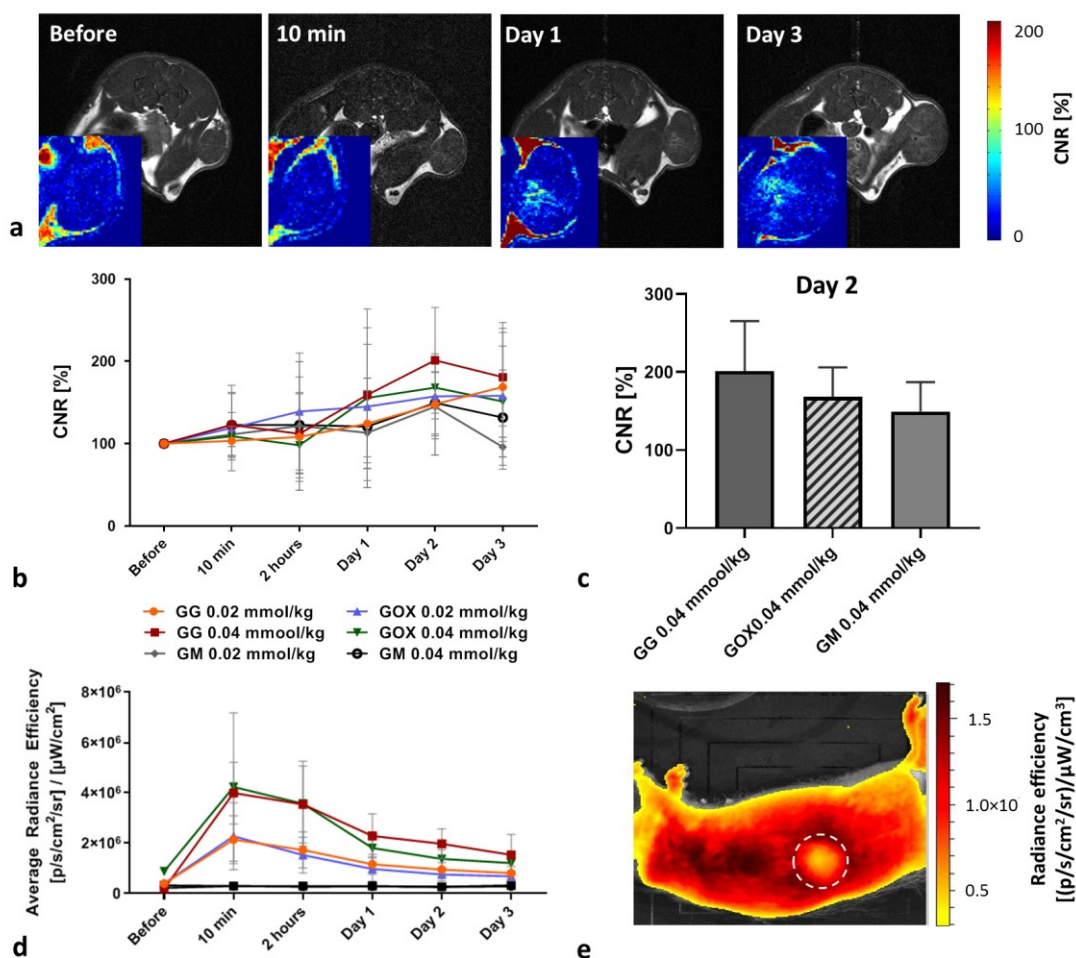 Before
10 min
Day 1
Day 3
200
100
0
CNR [%]
a
300
200
100
0
CNR [%]
Before
10 min
2 hours
Day 1
Day 2
Day 3
b
Day 2
300
200
100
0
CNR [%]
GG 0.04 mmool/kg
GOX0.04 mmol/kg
GM 0.04 mmol/kg
c
GG 0.02 mmol/kg
GOX 0.02 mmol/kg
GG 0.04 mmool/kg
GOX 0.04 mmol/kg
GM 0.02 mmol/kg
GM 0.04 mmol/kg
8×10⁶
6×10⁶
4×10⁶
2×10⁶
0
Average Radiance Efficiency
[p/s/cm²/sr] / [µW/cm²]
Before
10 min
2 hours
Day 1
Day 2
Day 3
d
1.5
1.0×10
0.5
Radiance efficiency
[(p/s/cm²/sr)/µW/cm³]
e